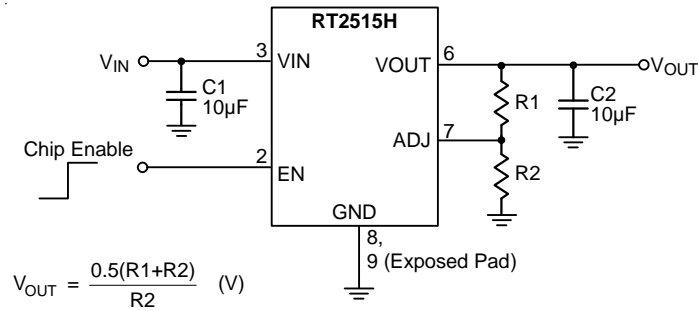 RT2515H
V_IN
3
VIN
VOUT
6
V_OUT
C1
10µF
R1
C2
10µF
ADJ
7
Chip Enable
2
EN
R2
GND
8,
9 (Exposed Pad)
V_OUT = 0.5(R1+R2) / R2 (V)